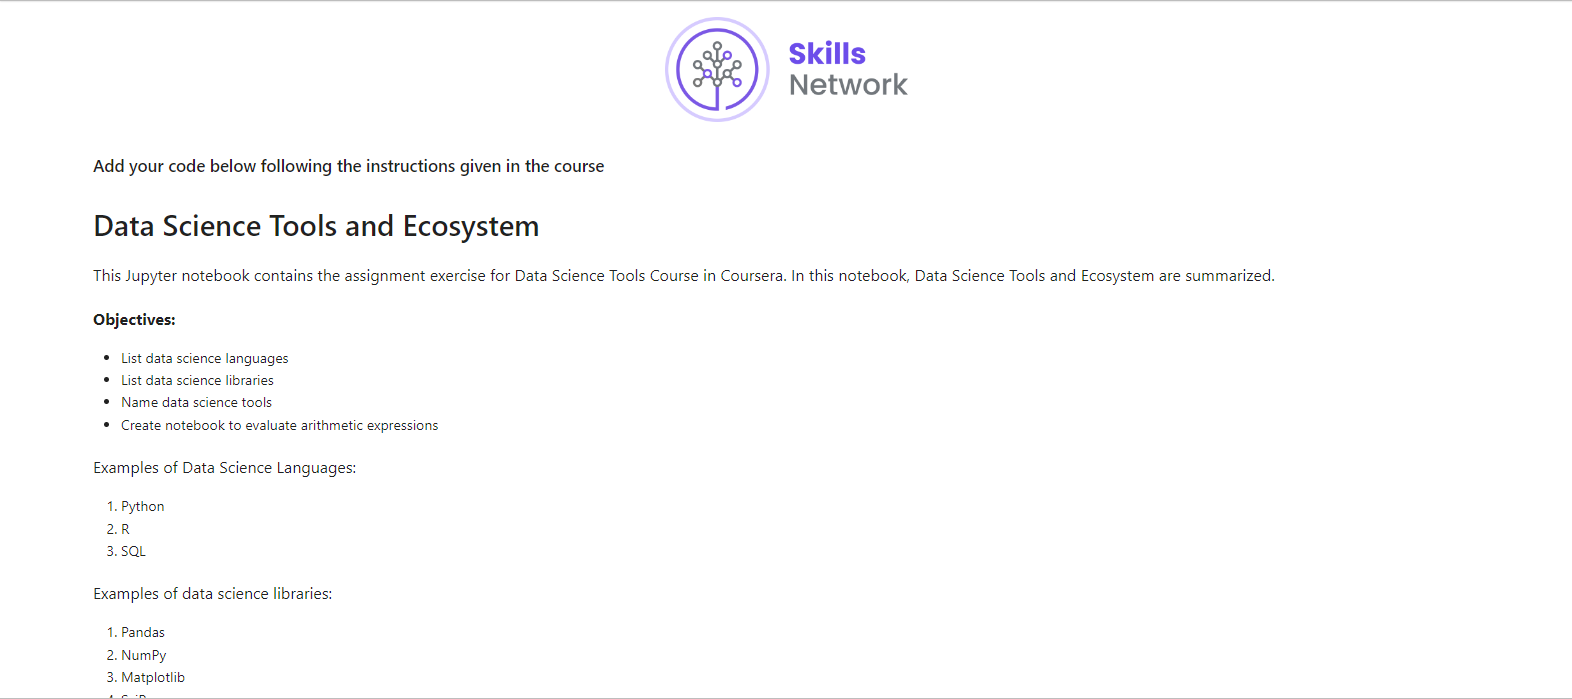 Skills
Network
Add your code below following the instructions given in the course
Data Science Tools and Ecosystem
This Jupyter notebook contains the assignment exercise for Data Science Tools Course in Coursera. In this notebook, Data Science Tools and Ecosystem are summarized.
Objectives:
• List data science languages
• List data science libraries
• Name data science tools
• Create notebook to evaluate arithmetic expressions
Examples of Data Science Languages:
1. Python
2. R
3. SQL
Examples of data science libraries:
1. Pandas
2. NumPy
3. Matplotlib